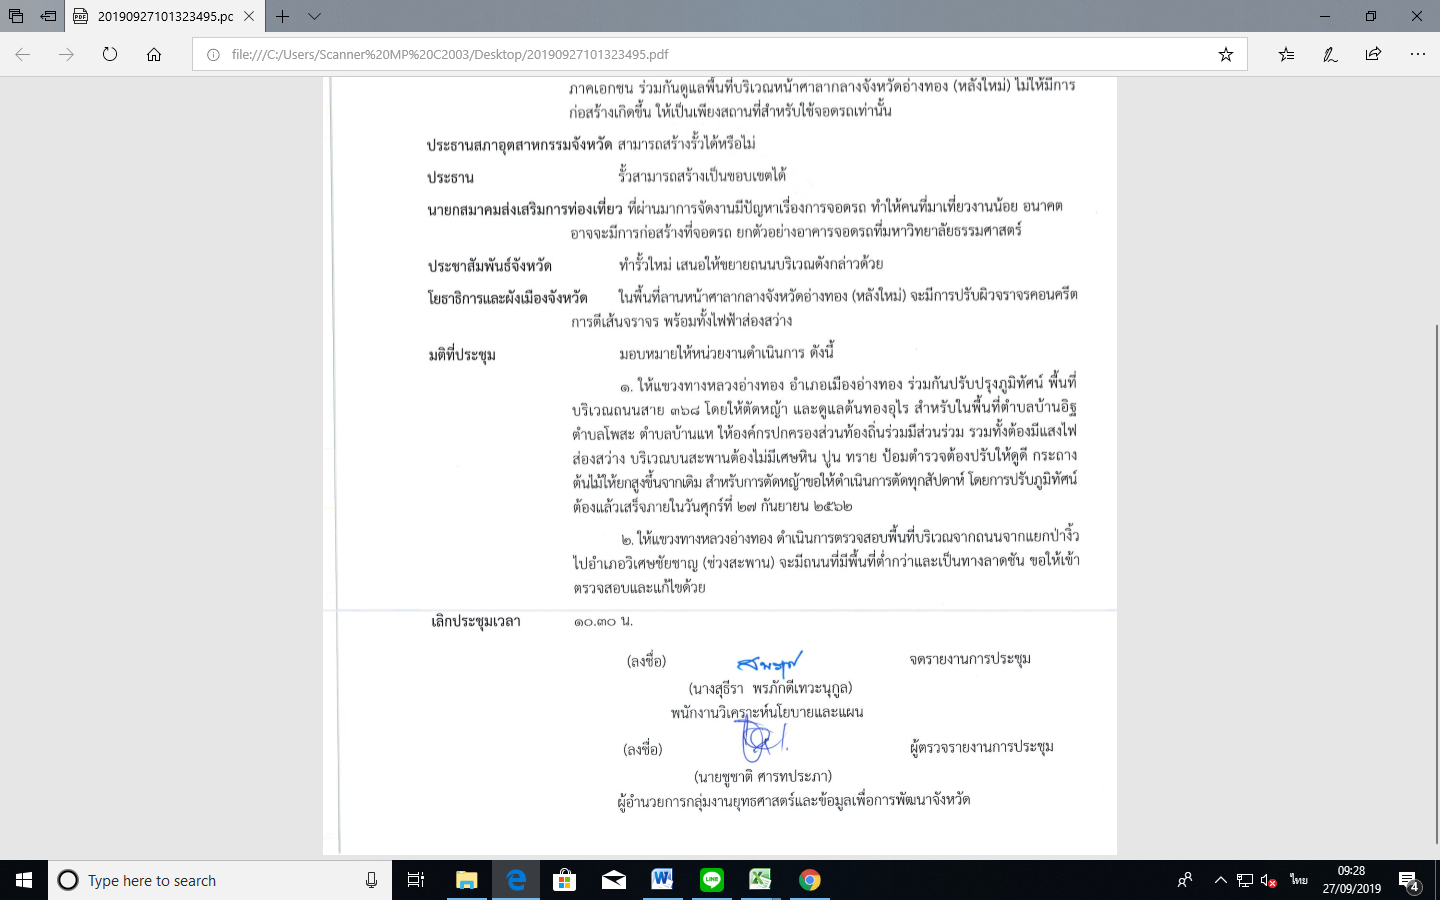 20190927101323495.pc
file:///C:/Users/Scanner%20MP%20C2003/Desktop/20190927101323495.pdf
ภาคเอกชน ร่วมกันดูแลพื้นที่บริเวณหน้าศาลากลางจังหวัดอ่างทอง (หลังใหม่) ไม่ให้มีการ
ก่อสร้างเกิดขึ้น ให้เป็นเพียงสถานที่สำหรับใช้จอดรถเท่านั้น
ประธานสภาอุตสาหกรรมจังหวัด สามารถสร้างรั้วได้หรือไม่
ประธาน รั้วสามารถสร้างเป็นขอบเขตได้
นายกสมาคมส่งเสริมการท่องเที่ยว ที่ผ่านมาการจัดงานมีปัญหาเรื่องการจอดรถ ทำให้คนที่มาเที่ยวงานน้อย อนาคต
อาจจะมีการก่อสร้างที่จอดรถ ยกตัวอย่างอาคารจอดรถที่มหาวิทยาลัยธรรมศาสตร์
ประชาสัมพันธ์จังหวัด ทำรั้วใหม่ เสนอให้ขยายถนนบริเวณดังกล่าวด้วย
โยธาธิการและผังเมืองจังหวัด ในพื้นที่ลานหน้าศาลากลางจังหวัดอ่างทอง (หลังใหม่) จะมีการปรับผิวจราจรคอนครีต
การตีเส้นจราจร พร้อมทั้งไฟฟ้าส่องสว่าง
มติที่ประชุม มอบหมายให้หน่วยงานดำเนินการ ดังนี้
๑. ให้แขวงทางหลวงอ่างทอง อำเภอเมืองอ่างทอง ร่วมกันปรับปรุงภูมิทัศน์ พื้นที่
บริเวณถนนสาย ๓๖๘ โดยให้ตัดหญ้า และดูแลต้นทองอุไร สำหรับในพื้นที่ตำบลบ้านอิฐ
ตำบลโพสะ ตำบลบ้านแห ให้องค์กรปกครองส่วนท้องถิ่นร่วมมีส่วนร่วม รวมทั้งต้องมีแสงไฟ
ส่องสว่าง บริเวณบนสะพานต้องไม่มีเศษหิน ปูน ทราย ป้อมตำรวจต้องปรับให้ดูดี กระถาง
ต้นไม้ให้ยกสูงขึ้นจากเดิม สำหรับการตัดหญ้าขอให้ดำเนินการตัดทุกสัปดาห์ โดยการปรับภูมิทัศน์
ต้องแล้วเสร็จภายในวันศุกร์ที่ ๒๗ กันยายน ๒๕๖๒
๒. ให้แขวงทางหลวงอ่างทอง ดำเนินการตรวจสอบพื้นที่บริเวณจากถนนจากแยกป่างิ้ว
ไปอำเภอวิเศษชัยชาญ (ช่วงสะพาน) จะมีถนนที่มีพื้นที่ต่ำกว่าและเป็นทางลาดชัน ขอให้เข้า
ตรวจสอบและแก้ไขด้วย
เลิกประชุมเวลา ๑๐.๓๐ น.
(ลงชื่อ) จดรายงานการประชุม
(นางสุธีรา พรภักดีเทวะนุกูล)
พนักงานวิเคราะห์นโยบายและแผน
(ลงชื่อ) ผู้ตรวจรายงานการประชุม
(นายชูชาติ ศารทประภา)
ผู้อำนวยการกลุ่มงานยุทธศาสตร์และข้อมูลเพื่อการพัฒนาจังหวัด
Type here to search
ไทย
09:28
27/09/2019
4